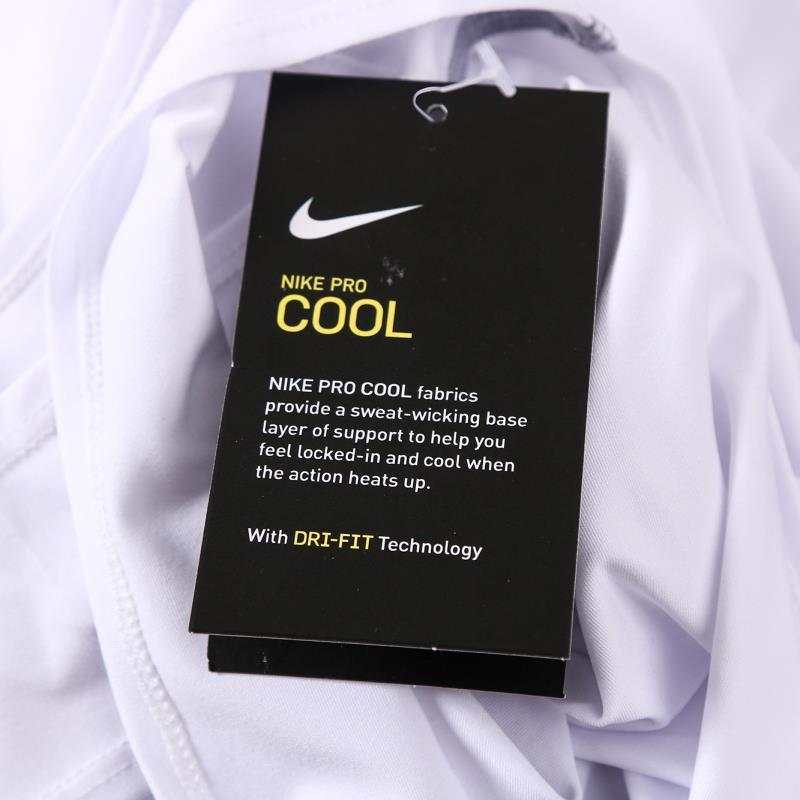 NIKE PRO
COOL
NIKE PRO COOL fabrics
provide a sweat-wicking base
layer of support to help you
feel locked-in and cool when
the action heats up.
With DRI-FIT Technology